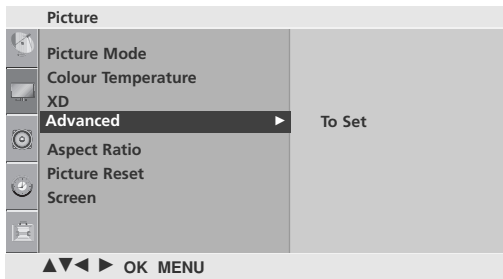 Picture
Picture Mode
Colour Temperature
XD
Advanced ► To Set
Aspect Ratio
Picture Reset
Screen
▲▼◄ ► OK MENU